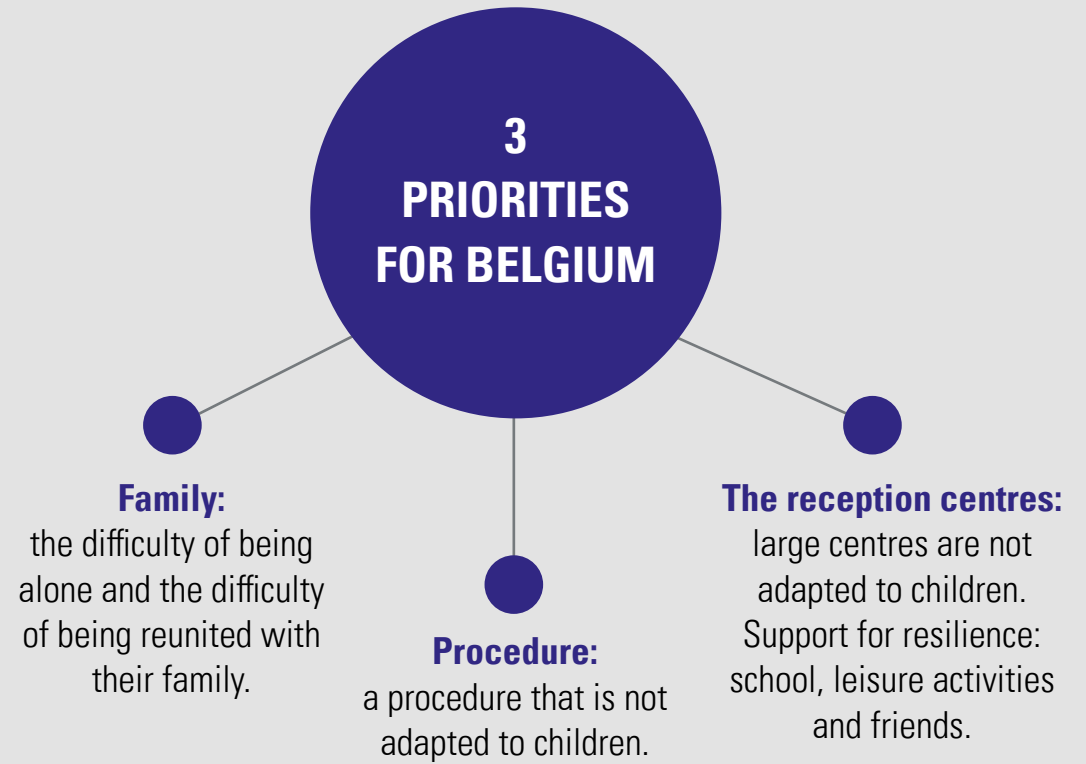 3
PRIORITIES
FOR BELGIUM
Family:
the difficulty of being
alone and the difficulty
of being reunited with
their family.
Procedure:
a procedure that is not
adapted to children.
The reception centres:
large centres are not
adapted to children.
Support for resilience:
school, leisure activities
and friends.